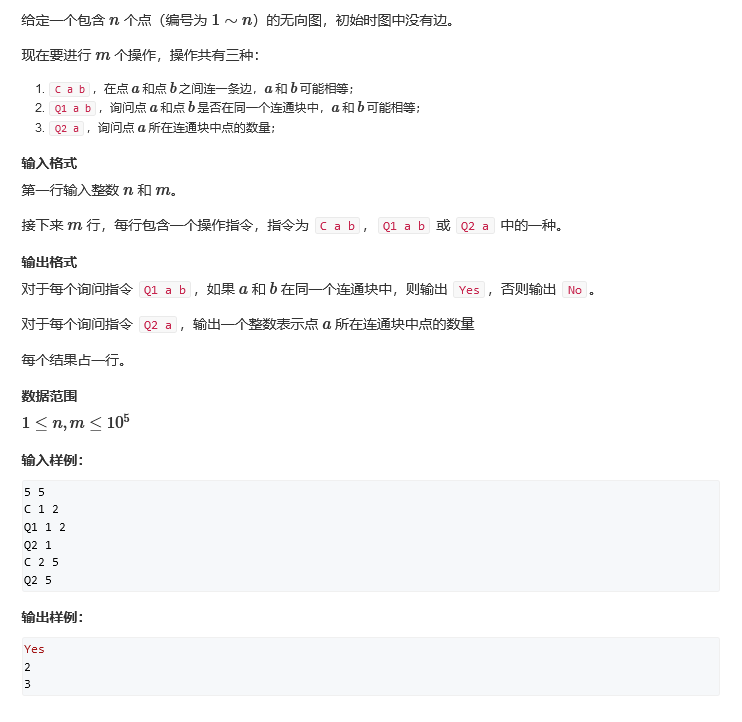 给定一个包含 n 个点（编号为 1 ∼ n）的无向图，初始时图中没有边。
现在要进行 m 个操作，操作共有三种：
1. C a b，在点 a 和点 b 之间连一条边，a 和 b 可能相等；
2. Q1 a b，询问点 a 和点 b 是否在同一个连通块中，a 和 b 可能相等；
3. Q2 a，询问点 a 所在连通块中点的数量；
输入格式
第一行输入整数 n 和 m。
接下来 m 行，每行包含一个操作指令，指令为 C a b，Q1 a b 或 Q2 a 中的一种。
输出格式
对于每个询问指令 Q1 a b，如果 a 和 b 在同一个连通块中，则输出 Yes，否则输出 No。
对于每个询问指令 Q2 a，输出一个整数表示点 a 所在连通块中点的数量
每个结果占一行。
数据范围
1 ≤ n, m ≤ 10⁵
输入样例：
5 5
C 1 2
Q1 1 2
Q2 1
C 2 5
Q2 5
输出样例：
Yes
2
3